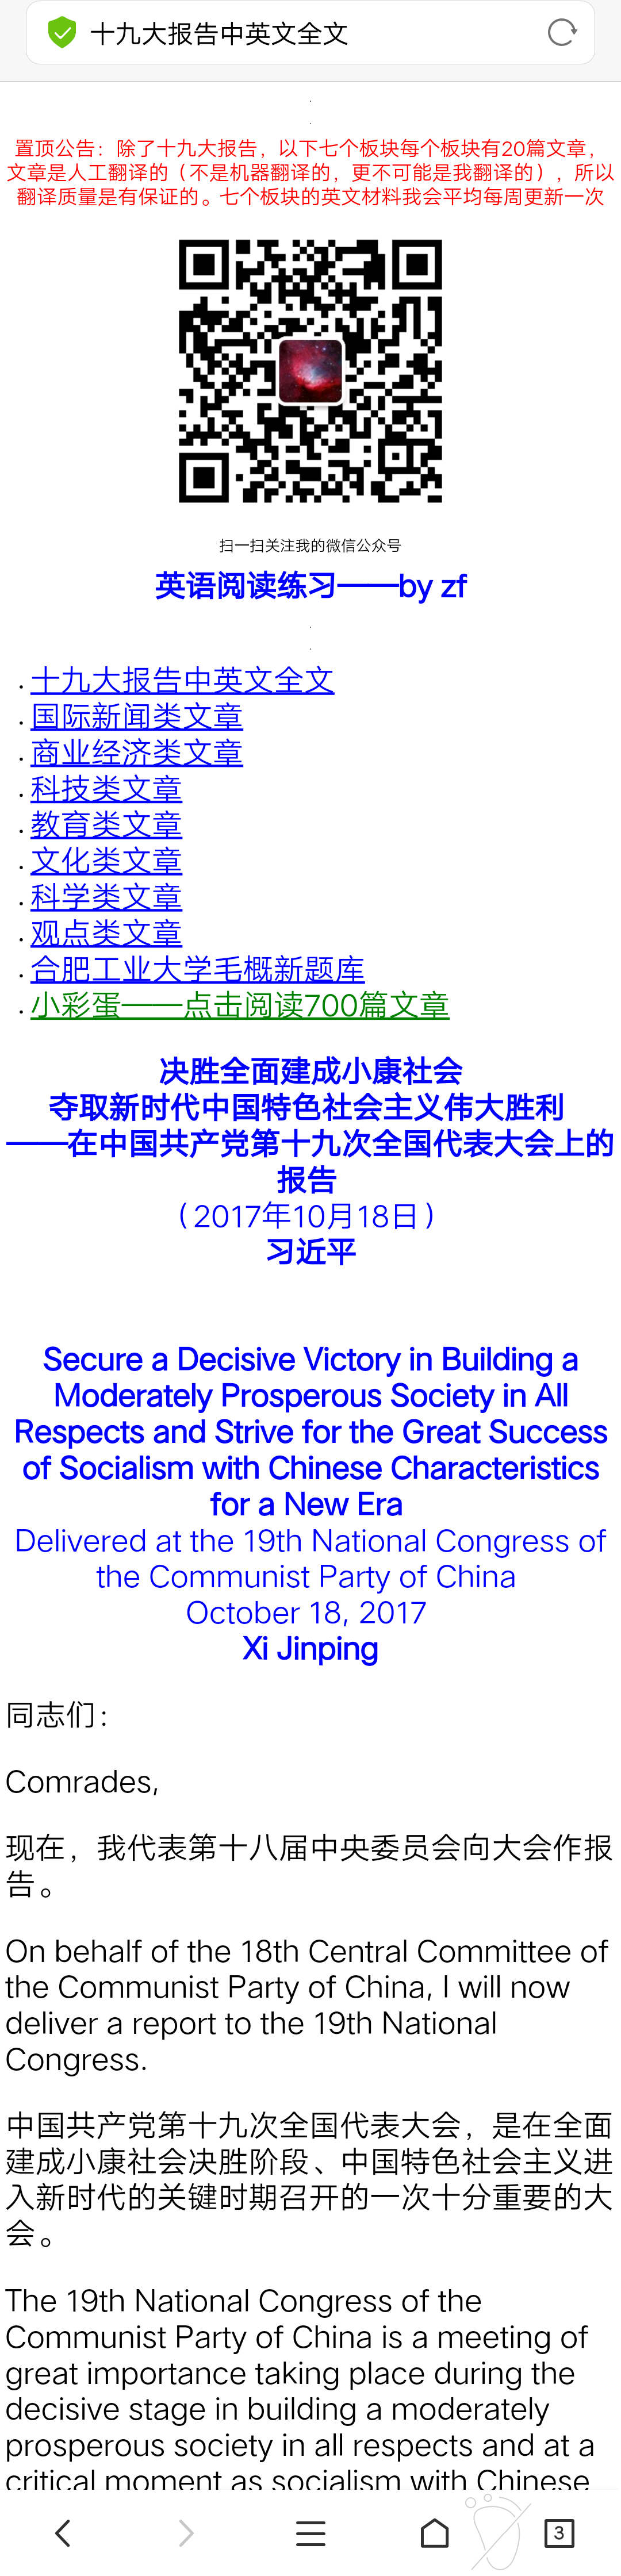 十九大报告中英文全文
置顶公告：除了十九大报告，以下七个板块每个板块有20篇文章，
文章是人工翻译的（不是机器翻译的，更不可能是我翻译的），所以
翻译质量是有保证的。七个板块的英文材料我会平均每周更新一次
扫一扫关注我的微信公众号
英语阅读练习——by zf
十九大报告中英文全文
国际新闻类文章
商业经济类文章
科技类文章
教育类文章
文化类文章
科学类文章
观点类文章
合肥工业大学毛概新题库
小彩蛋——点击阅读700篇文章
决胜全面建成小康社会
夺取新时代中国特色社会主义伟大胜利
——在中国共产党第十九次全国代表大会上的
报告
（2017年10月18日）
习近平
Secure a Decisive Victory in Building a
Moderately Prosperous Society in All
Respects and Strive for the Great Success
of Socialism with Chinese Characteristics
for a New Era
Delivered at the 19th National Congress of
the Communist Party of China
October 18, 2017
Xi Jinping
同志们：
Comrades,
现在，我代表第十八届中央委员会向大会作报
告。
On behalf of the 18th Central Committee of
the Communist Party of China, I will now
deliver a report to the 19th National
Congress.
中国共产党第十九次全国代表大会，是在全面
建成小康社会决胜阶段、中国特色社会主义进
入新时代的关键时期召开的一次十分重要的大
会。
The 19th National Congress of the
Communist Party of China is a meeting of
great importance taking place during the
decisive stage in building a moderately
prosperous society in all respects and at a
critical moment as socialism with Chinese
3